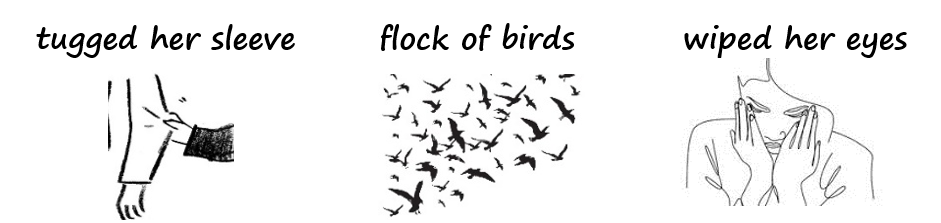 tugged her sleeve
flock of birds
wiped her eyes